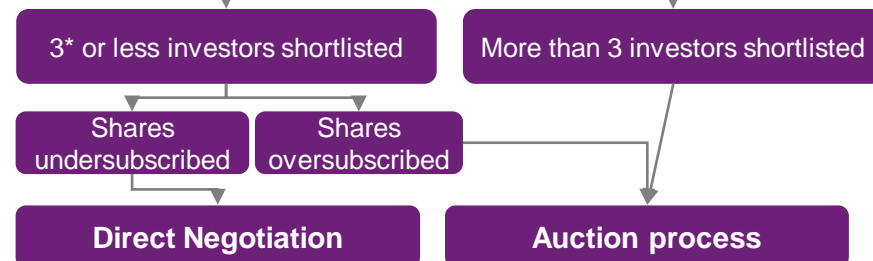 3* or less investors shortlisted
More than 3 investors shortlisted
Shares
undersubscribed
Shares
oversubscribed
Direct Negotiation
Auction process